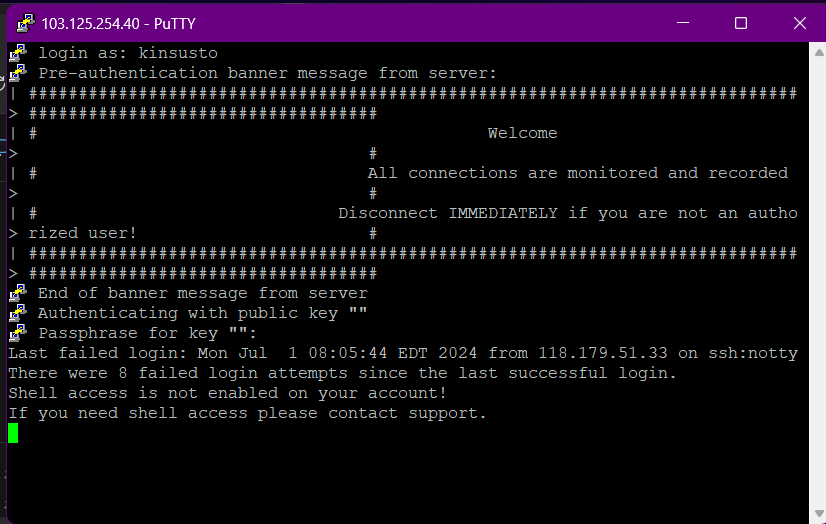 103.125.254.40 - PuTTY
login as: kinsusto
Pre-authentication banner message from server:
| #############################################################################
> ###################################
| #                                             Welcome
>                                   #
| #                                 All connections are monitored and recorded
>                                   #
| #                              Disconnect IMMEDIATELY if you are not an autho
> rized user!                       #
| #############################################################################
> ###################################
End of banner message from server
Authenticating with public key ""
Passphrase for key "":
Last failed login: Mon Jul  1 08:05:44 EDT 2024 from 118.179.51.33 on ssh:notty
There were 8 failed login attempts since the last successful login.
Shell access is not enabled on your account!
If you need shell access please contact support.